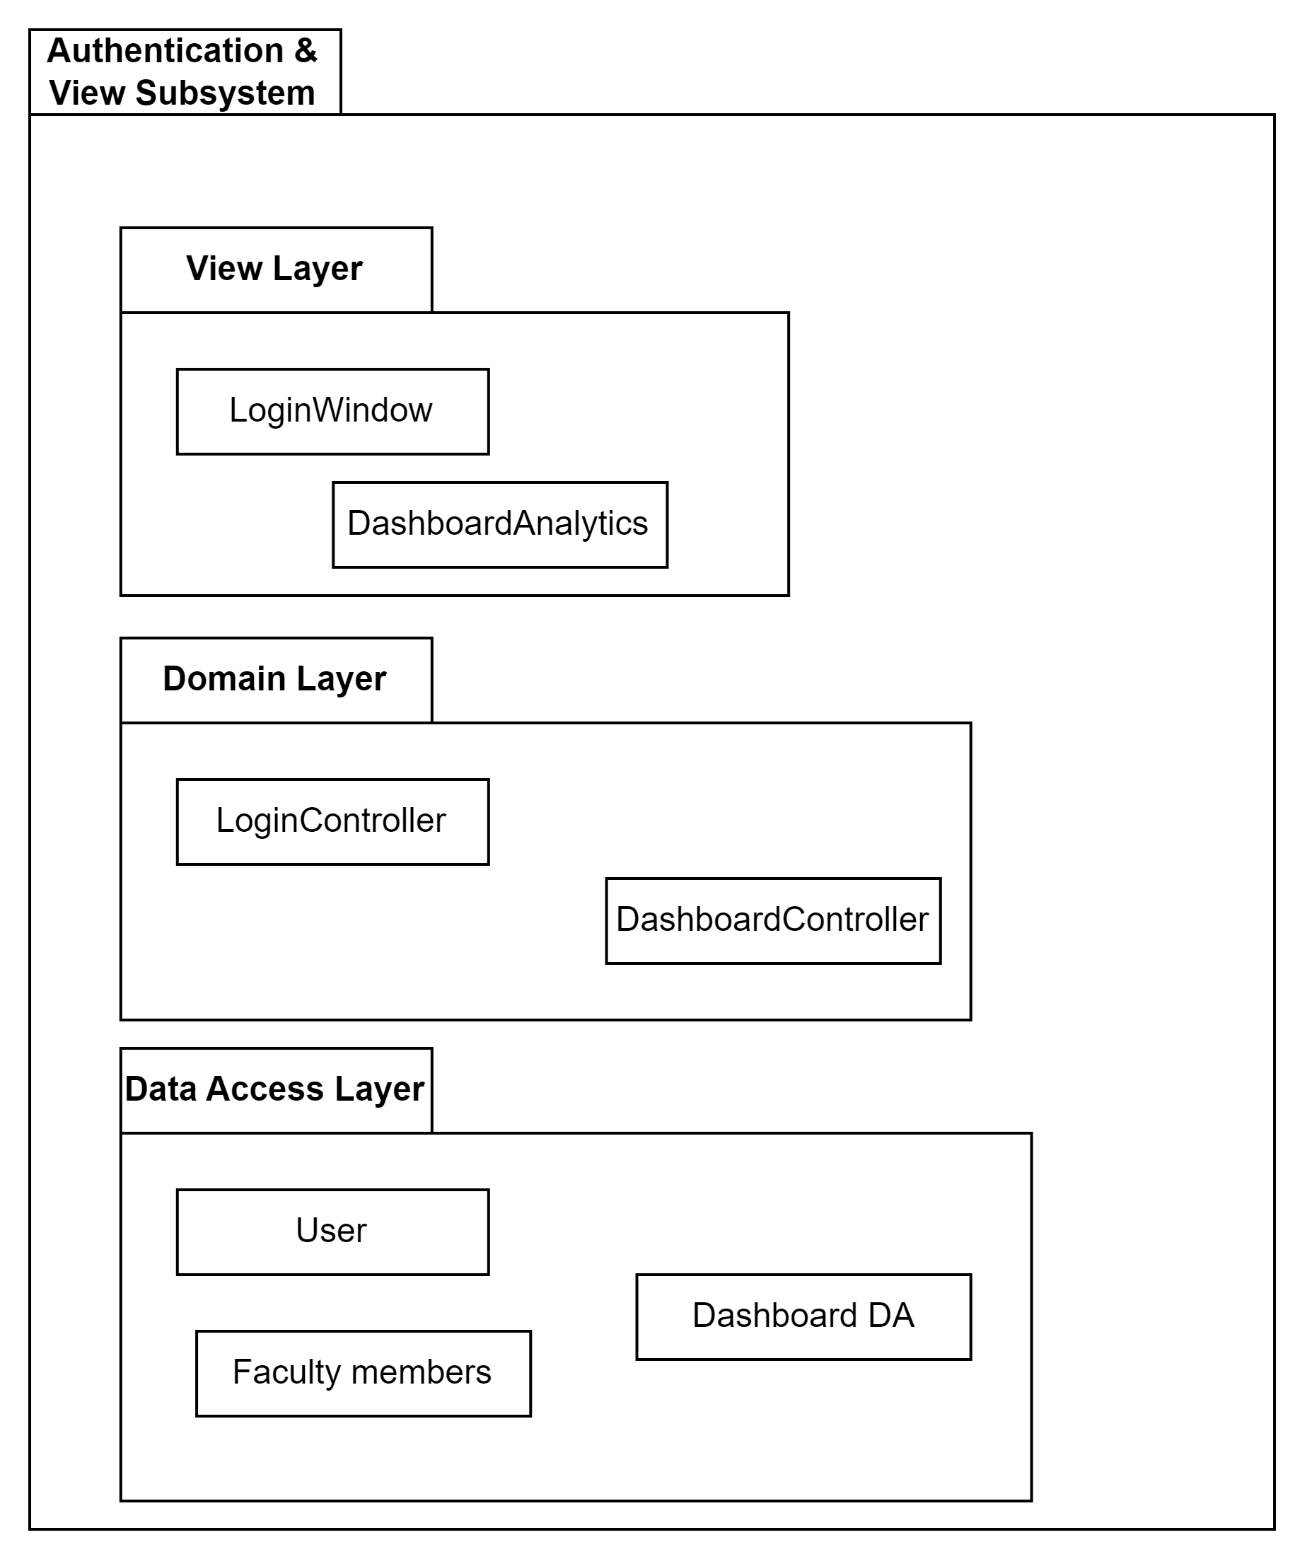 Authentication &
View Subsystem
View Layer
LoginWindow
DashboardAnalytics
Domain Layer
LoginController
DashboardController
Data Access Layer
User
Dashboard DA
Faculty members